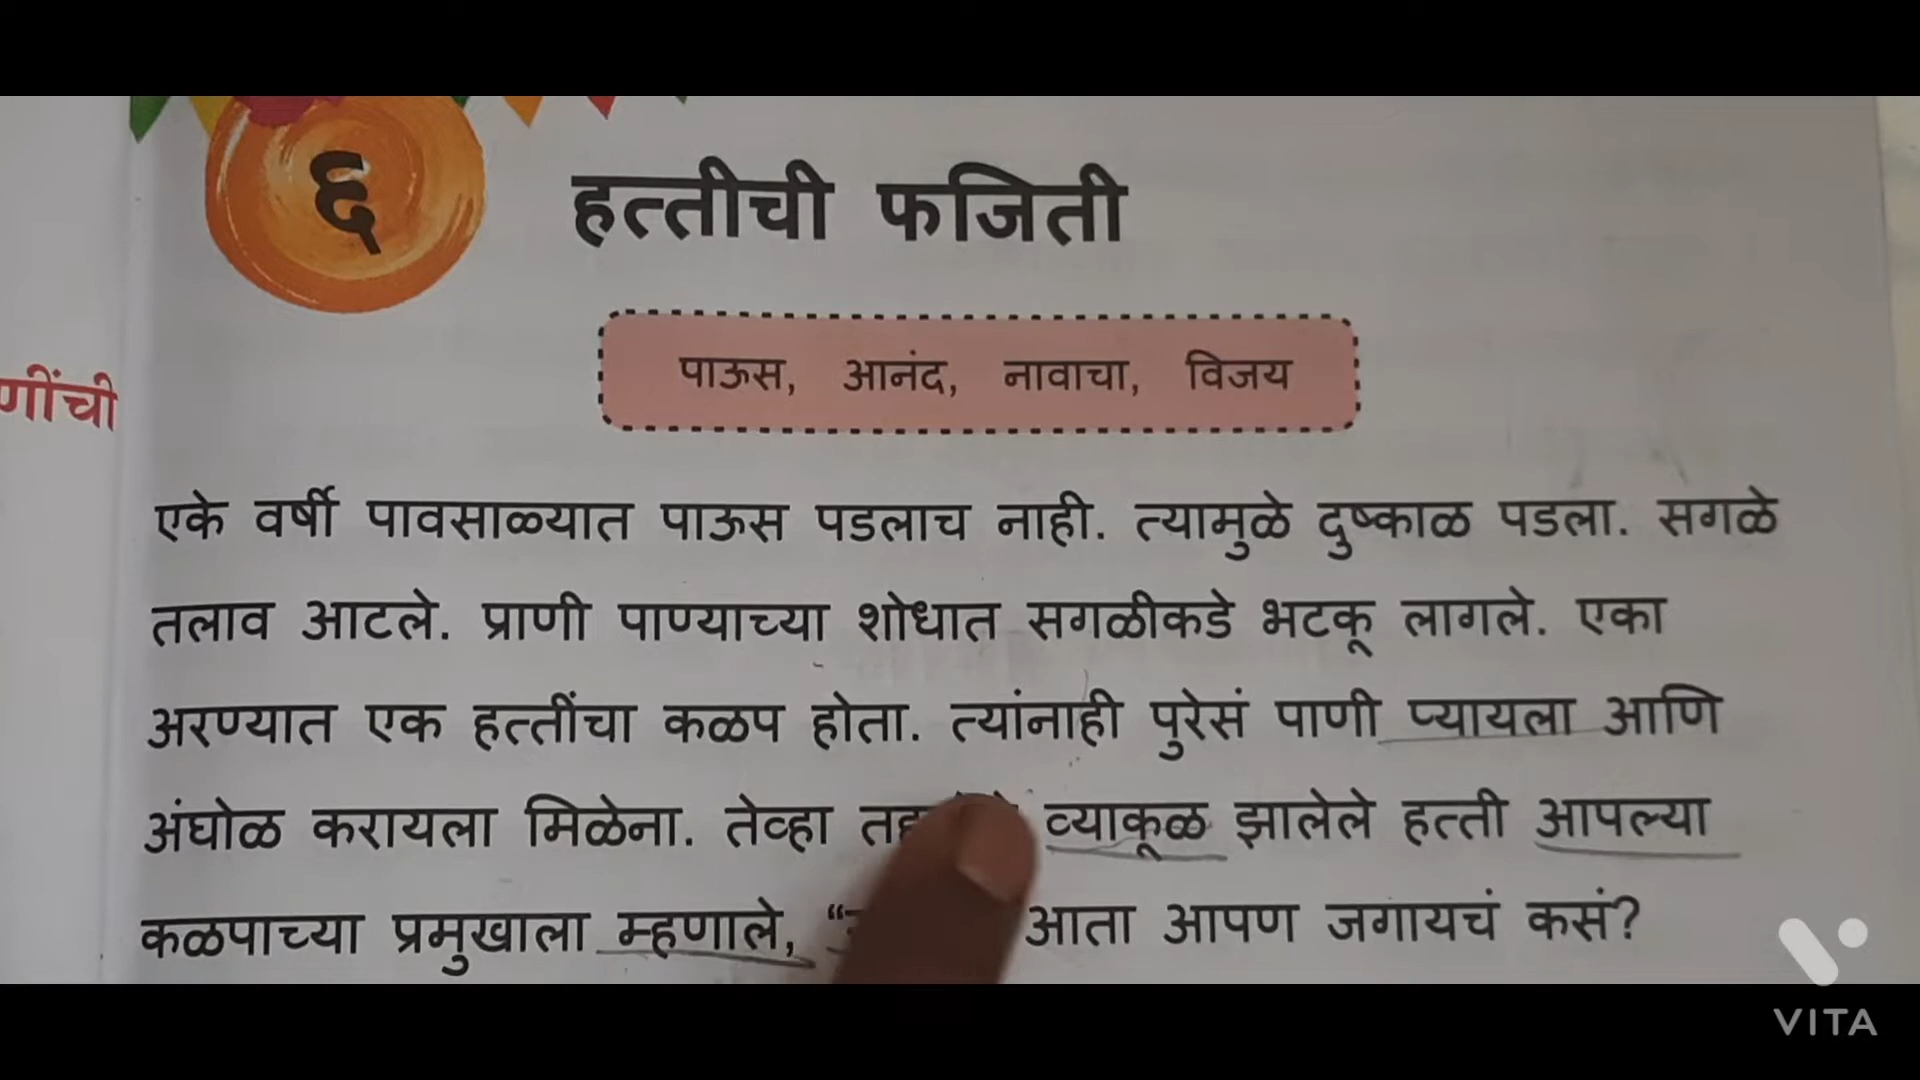 ६ हत्तीची फजिती
पाऊस, आनंद, नावाचा, विजय
णींची
एके वर्षी पावसाळ्यात पाऊस पडलाच नाही. त्यामुळे दुष्काळ पडला. सगळे
तलाव आटले. प्राणी पाण्याच्या शोधात सगळीकडे भटकू लागले. एका
अरण्यात एक हत्तींचा कळप होता. त्यांनाही पुरेसं पाणी प्यायला आणि
अंघोळ करायला मिळेना. तेव्हा व्याकूळ झालेले हत्ती आपल्या
कळपाच्या प्रमुखाला म्हणाले, आता आपण जगायचं कसं?
VITA